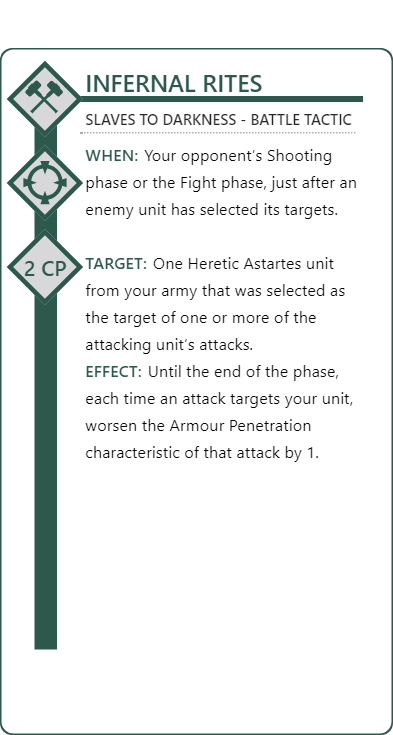 INFERNAL RITES
SLAVES TO DARKNESS - BATTLE TACTIC
WHEN: Your opponent's Shooting
phase or the Fight phase, just after an
enemy unit has selected its targets.
2 CP
TARGET: One Heretic Astartes unit
from your army that was selected as
the target of one or more of the
attacking unit's attacks.
EFFECT: Until the end of the phase,
each time an attack targets your unit,
worsen the Armour Penetration
characteristic of that attack by 1.